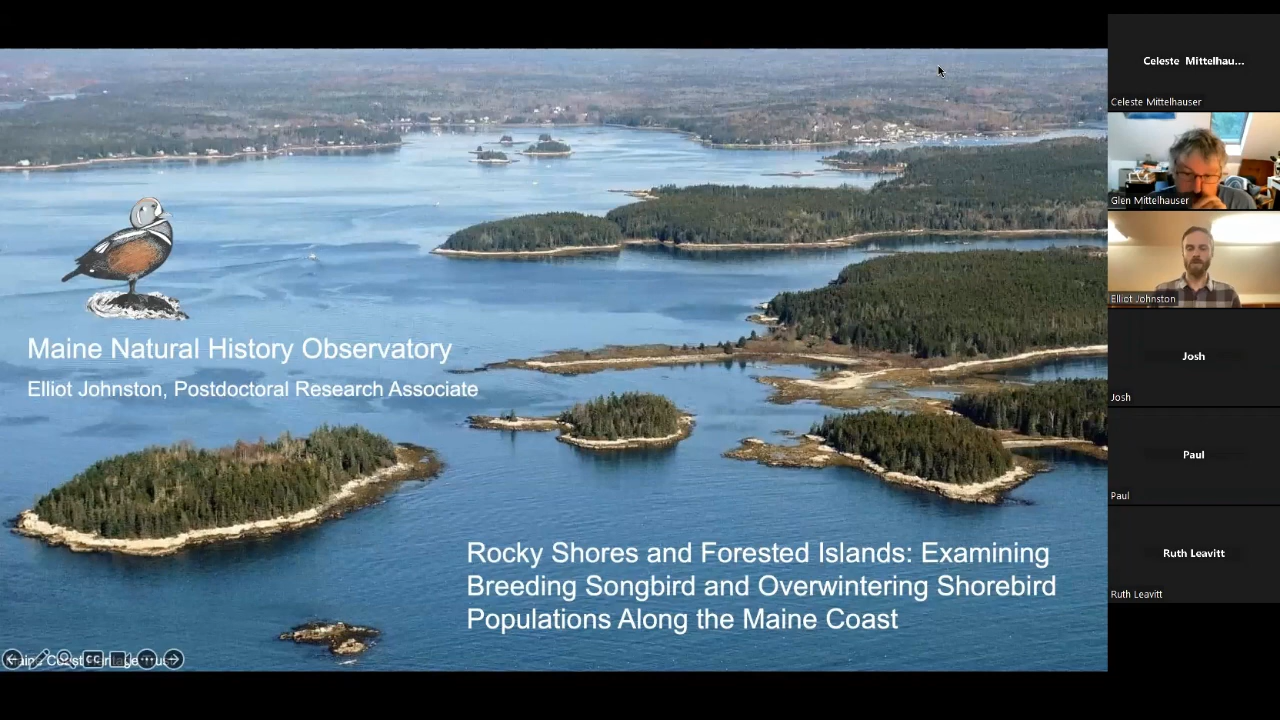 Maine Natural History Observatory
Elliot Johnston, Postdoctoral Research Associate
Rocky Shores and Forested Islands: Examining
Breeding Songbird and Overwintering Shorebird
Populations Along the Maine Coast
Celeste Mittelhau...
Celeste Mittelhauser
Glen Mittelhauser
Elliot Johnston
Josh
Josh
Paul
Paul
Ruth Leavitt
Ruth Leavitt